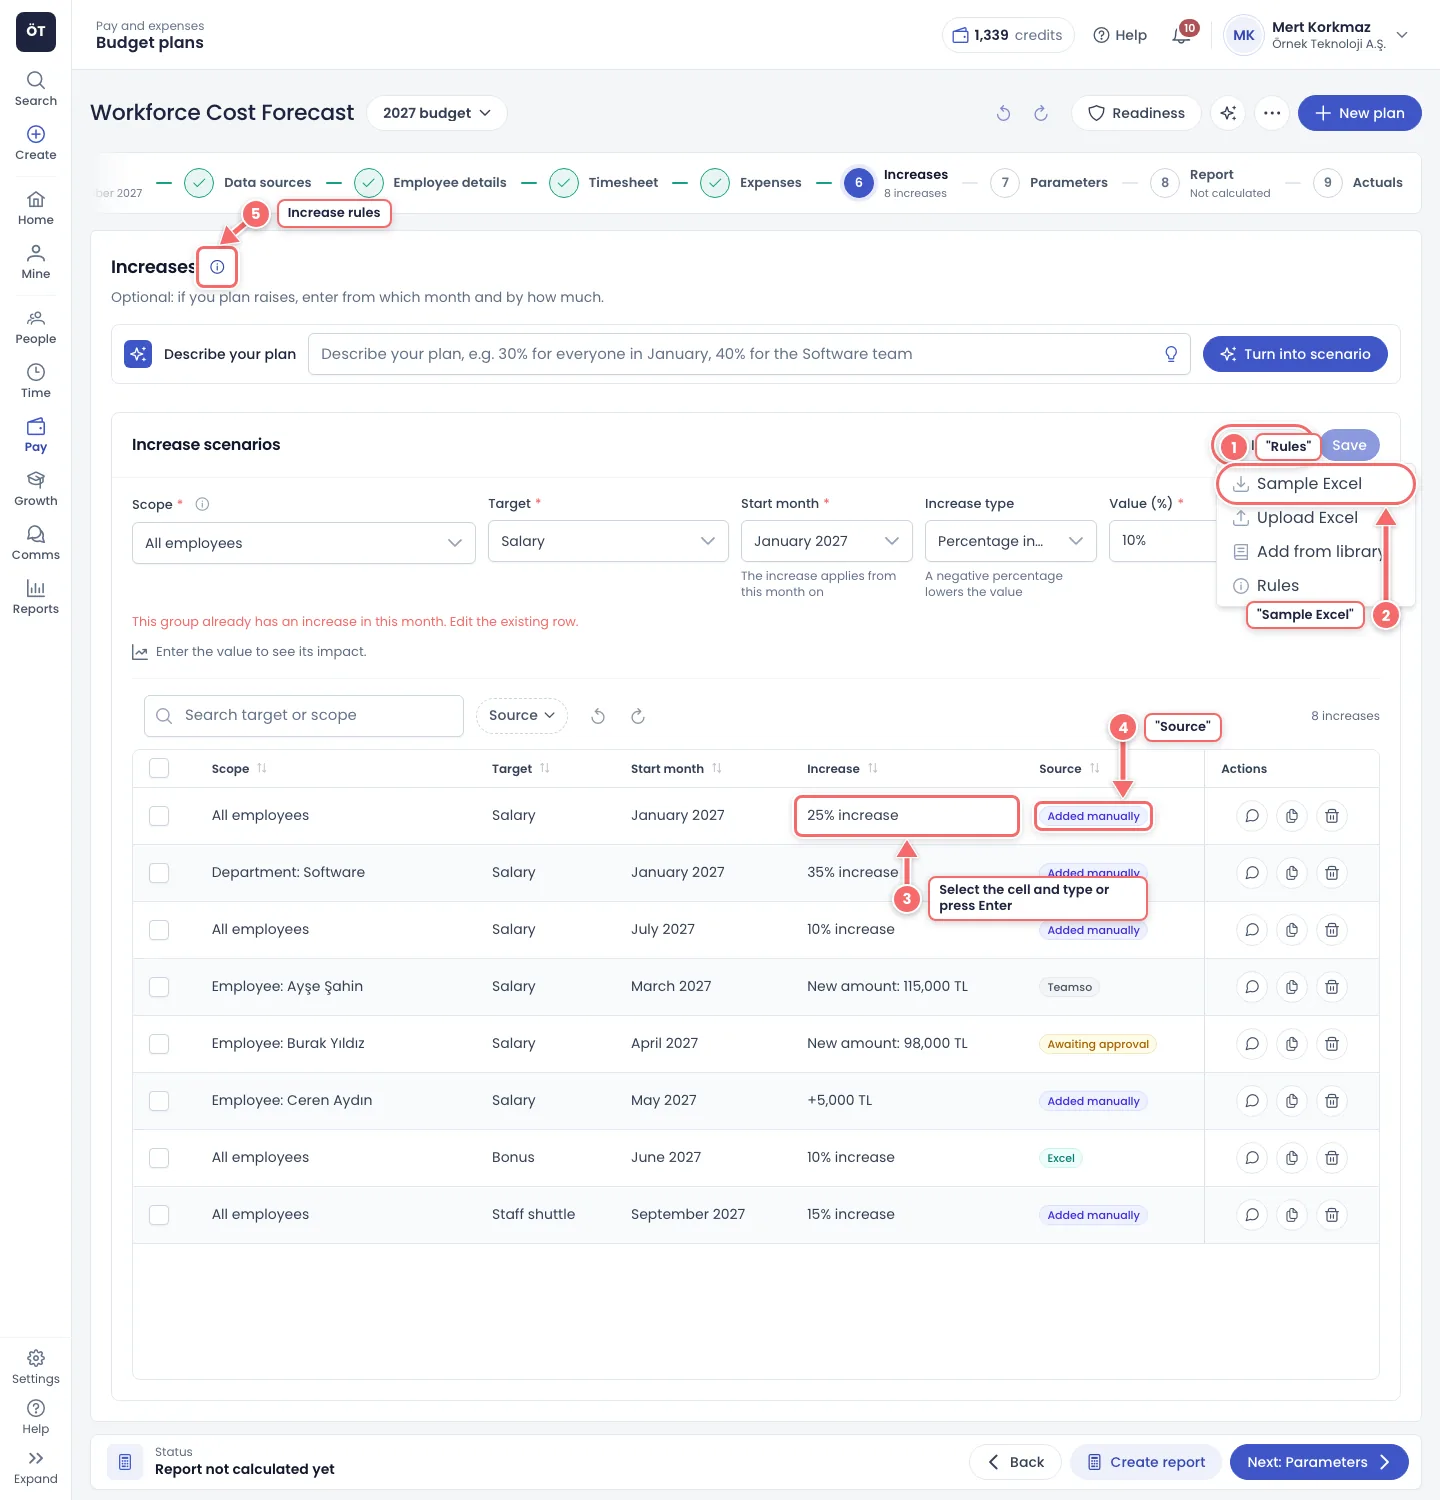 ÖT
Search
Create
Home
Mine
People
Time
Pay
Growth
Comms
Reports
Settings
Help
Expand
Pay and expenses
Budget plans
1,339 credits
Help
10
MK
Mert Korkmaz
Örnek Teknoloji A.Ş.
Workforce Cost Forecast
2027 budget
Readiness
New plan
ber 2027
Data sources
Employee details
Timesheet
Expenses
6
Increases
8 increases
7
Parameters
8
Report
Not calculated
9
Actuals
5
Increase rules
Increases
Optional: if you plan raises, enter from which month and by how much.
Describe your plan
Describe your plan, e.g. 30% for everyone in January, 40% for the Software team
Turn into scenario
Increase scenarios
1
"Rules"
Save
Sample Excel
Upload Excel
Add from library
Rules
"Sample Excel"
2
Scope *
All employees
Target *
Salary
Start month *
January 2027
The increase applies from
this month on
Increase type
Percentage in...
A negative percentage
lowers the value
Value (%) *
10%
This group already has an increase in this month. Edit the existing row.
Enter the value to see its impact.
Search target or scope
Source
8 increases
4
"Source"
Scope Target Start month Increase Source Actions
All employees Salary January 2027 25% increase Added manually
Department: Software Salary January 2027 35% increase Added manually
3
Select the cell and type or
press Enter
All employees Salary July 2027 10% increase Added manually
Employee: Ayşe Şahin Salary March 2027 New amount: 115,000 TL Teamso
Employee: Burak Yıldız Salary April 2027 New amount: 98,000 TL Awaiting approval
Employee: Ceren Aydın Salary May 2027 +5,000 TL Added manually
All employees Bonus June 2027 10% increase Excel
All employees Staff shuttle September 2027 15% increase Added manually
Status
Report not calculated yet
Back
Create report
Next: Parameters